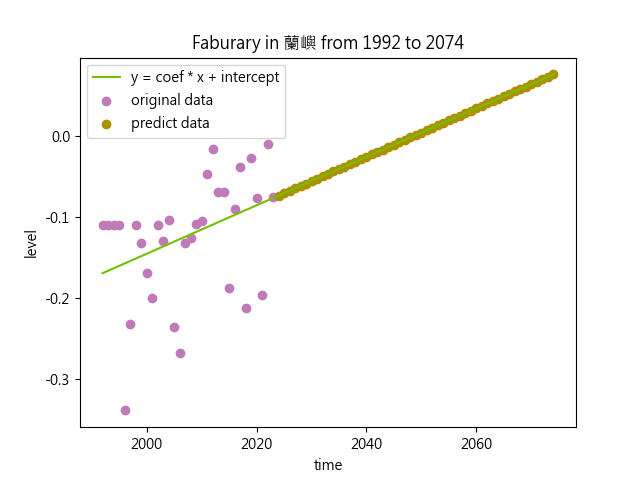 Faburary in 蘭嶼 from 1992 to 2074
y = coef * x + intercept
original data
predict data
0.0
-0.1
-0.2
-0.3
level
2000
2020
2040
2060
time